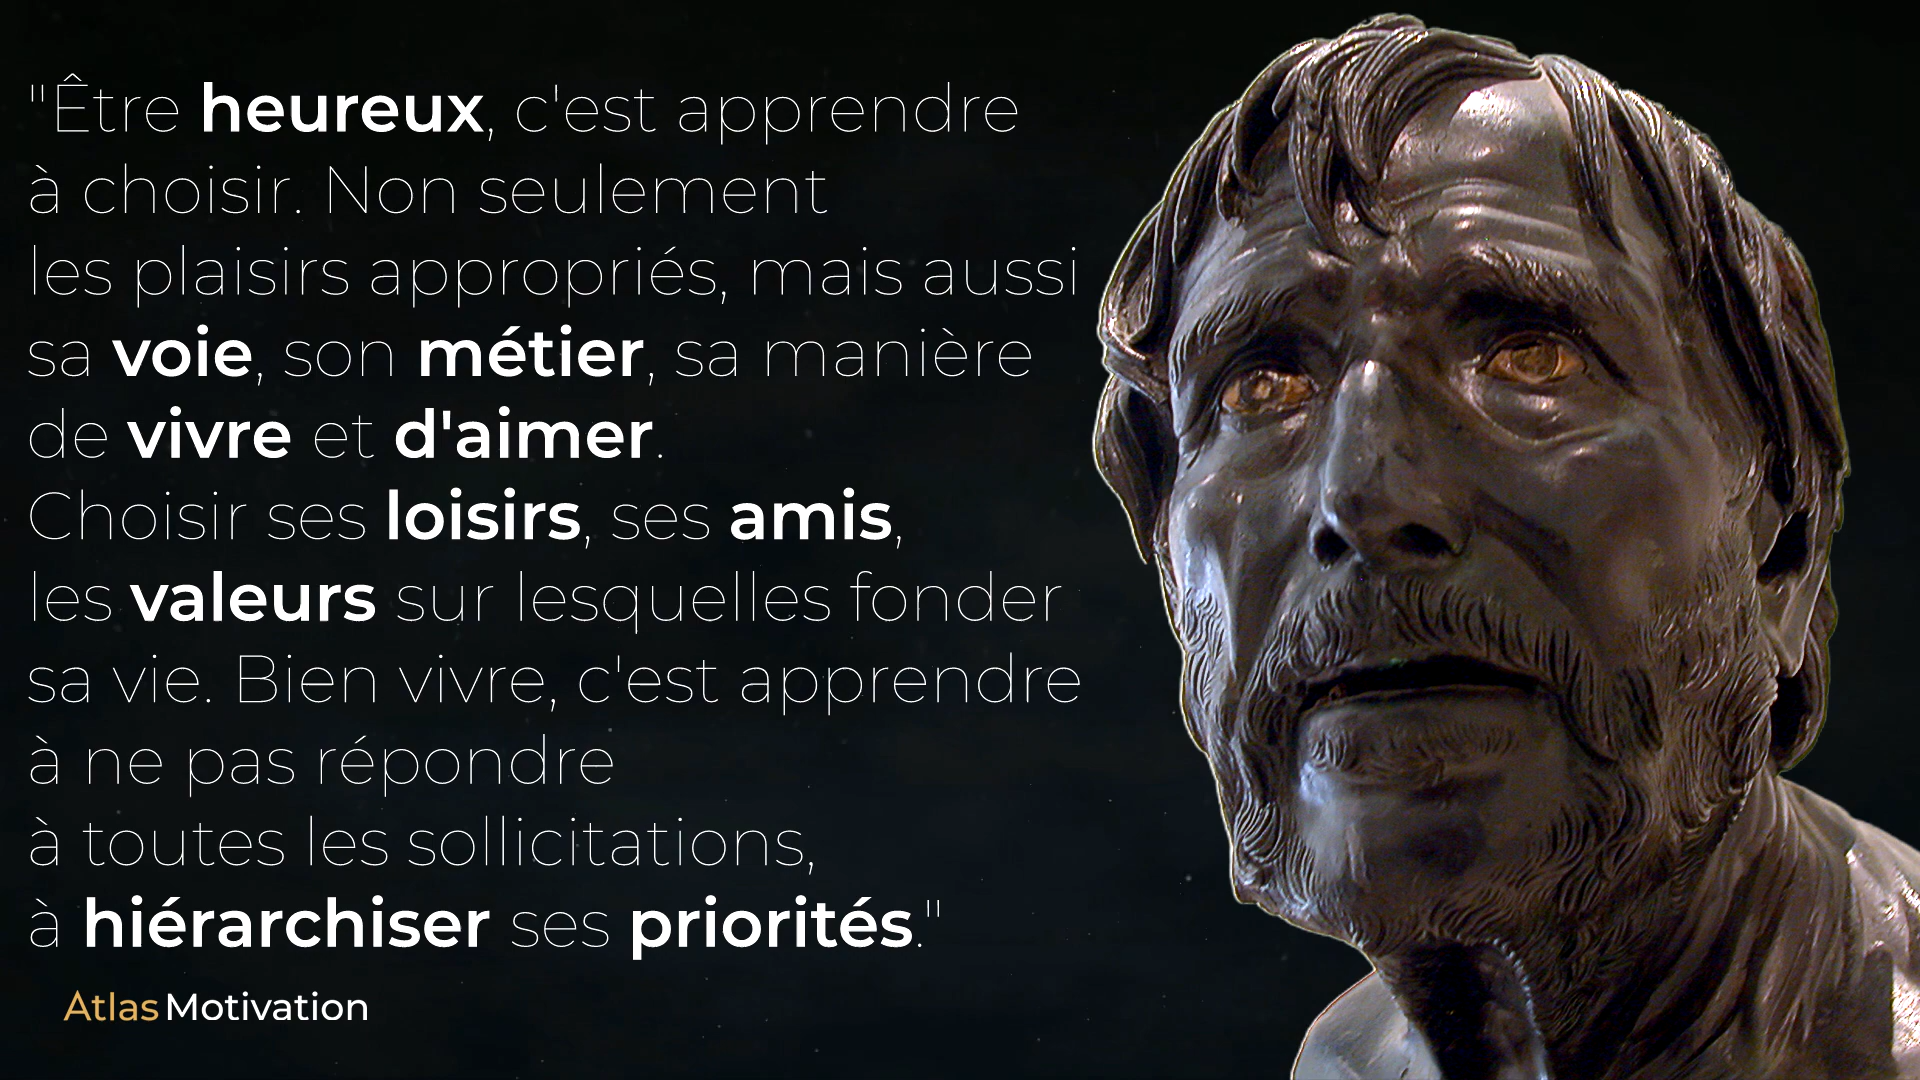 "Être heureux, c'est apprendre
à choisir. Non seulement
les plaisirs appropriés, mais aussi
sa voie, son métier, sa manière
de vivre et d'aimer.
Choisir ses loisirs, ses amis,
les valeurs sur lesquelles fonder
sa vie. Bien vivre, c'est apprendre
à ne pas répondre
à toutes les sollicitations,
à hiérarchiser ses priorités."
Atlas Motivation